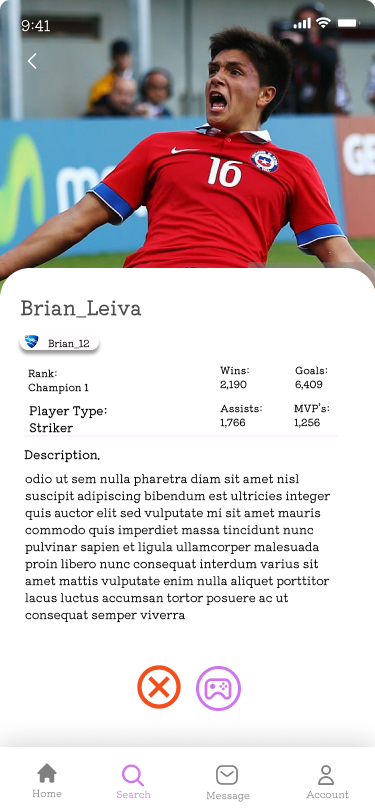 9:41
16
GE
Brian_Leiva
Brian_12
Rank:
Champion 1
Wins:
2,190
Goals:
6,409
Player Type:
Striker
Assists:
1,766
MVP's:
1,256
Description.
odio ut sem nulla pharetra diam sit amet nisl
suscipit adipiscing bibendum est ultricies integer
quis auctor elit sed vulputate mi sit amet mauris
commodo quis imperdiet massa tincidunt nunc
pulvinar sapien et ligula ullamcorper malesuada
proin libero nunc consequat interdum varius sit
amet mattis vulputate enim nulla aliquet porttitor
lacus luctus accumsan tortor posuere ac ut
consequat semper viverra
Home
Search
Message
Account